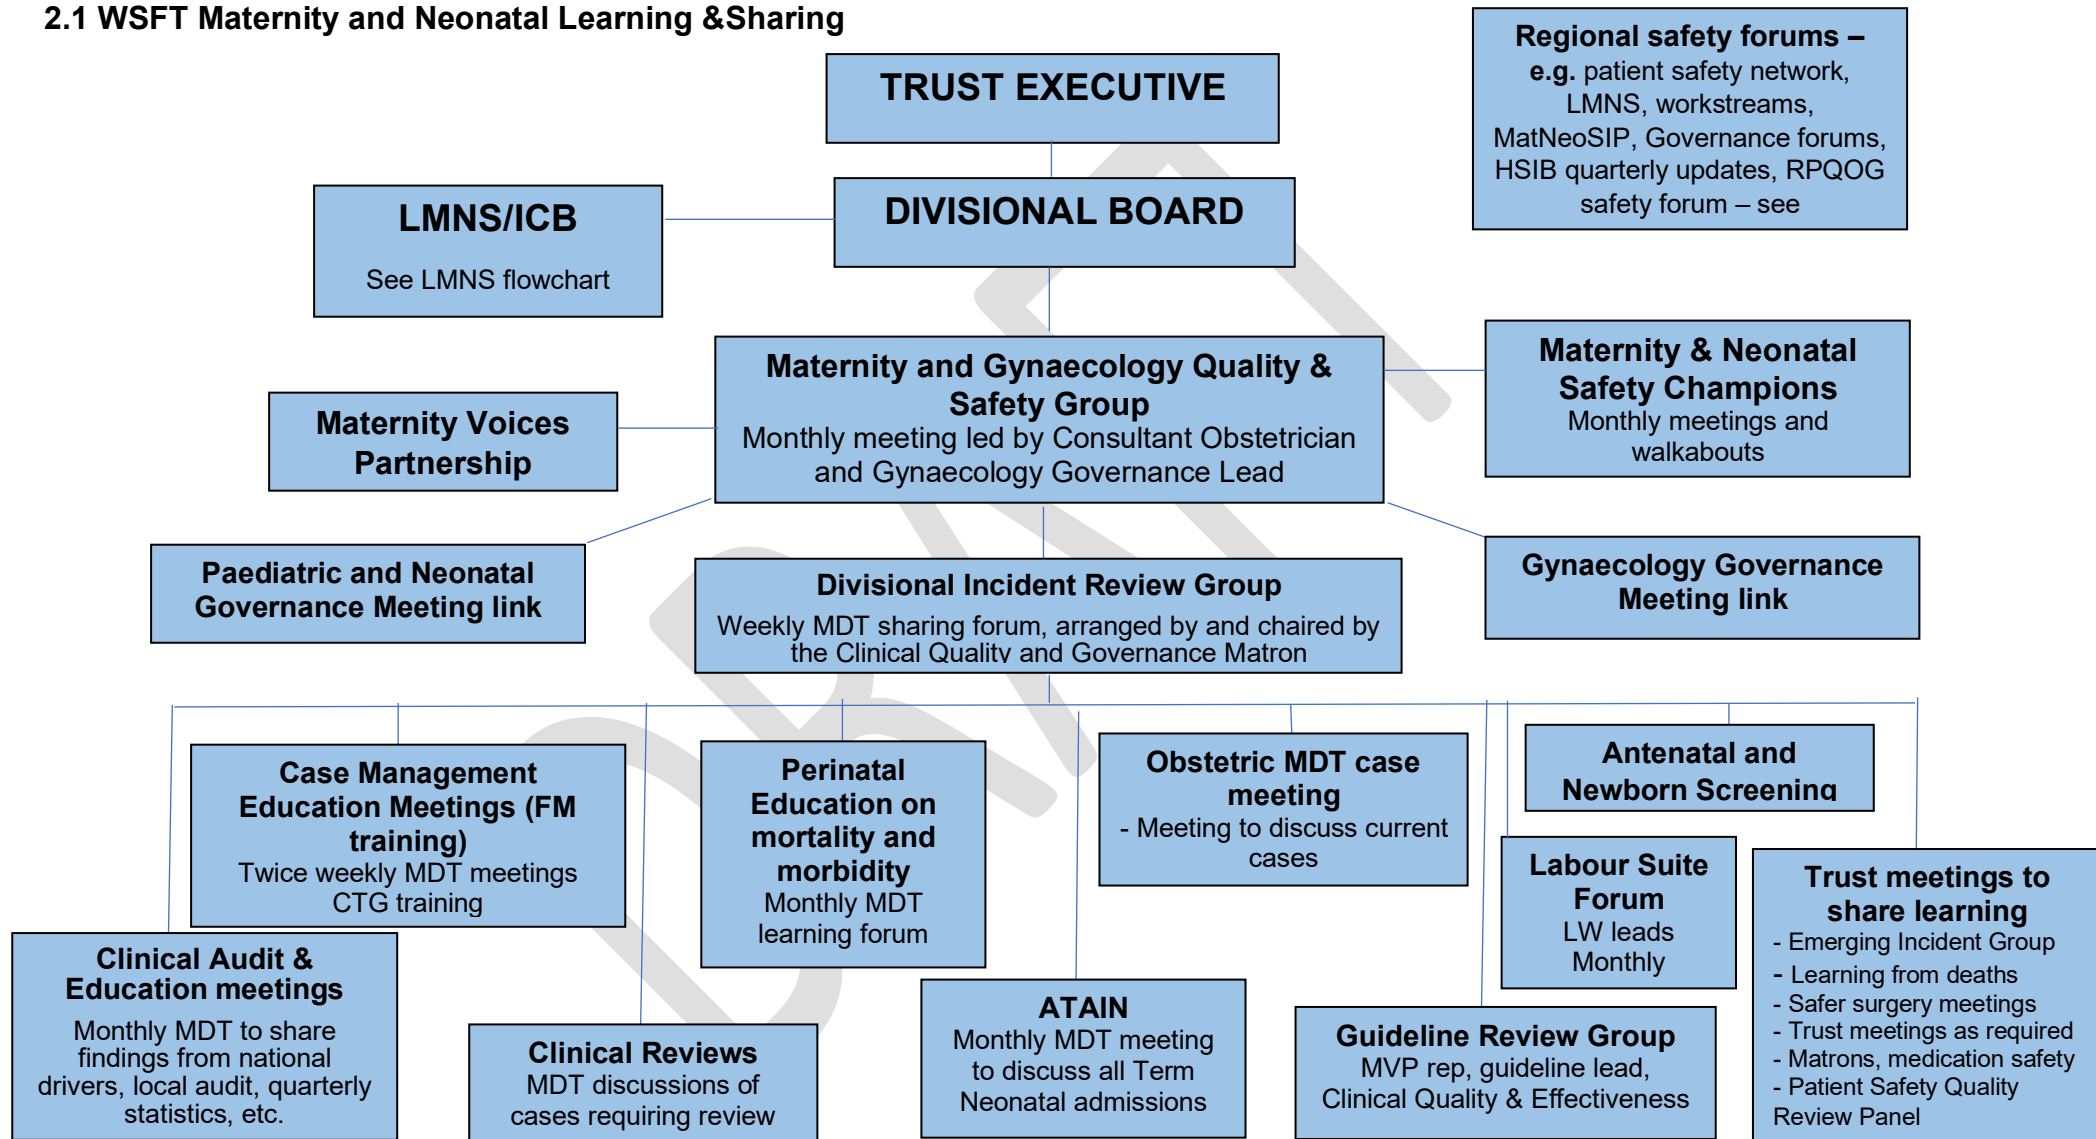 2.1 WSFT Maternity and Neonatal Learning &Sharing
Regional safety forums –
e.g. patient safety network,
LMNS, workstreams,
MatNeoSIP, Governance forums,
HSIB quarterly updates, RPQOG
safety forum – see
TRUST EXECUTIVE
LMNS/ICB
See LMNS flowchart
DIVISIONAL BOARD
Maternity and Gynaecology Quality &
Safety Group
Monthly meeting led by Consultant Obstetrician
and Gynaecology Governance Lead
Maternity & Neonatal
Safety Champions
Monthly meetings and
walkabouts
Maternity Voices
Partnership
Paediatric and Neonatal
Governance Meeting link
Divisional Incident Review Group
Weekly MDT sharing forum, arranged by and chaired by
the Clinical Quality and Governance Matron
Gynaecology Governance
Meeting link
Case Management
Education Meetings (FM
training)
Twice weekly MDT meetings
CTG training
Perinatal
Education on
mortality and
morbidity
Monthly MDT
learning forum
Obstetric MDT case
meeting
- Meeting to discuss current
cases
Antenatal and
Newborn Screening
Labour Suite
Forum
LW leads
Monthly
Trust meetings to
share learning
- Emerging Incident Group
- Learning from deaths
- Safer surgery meetings
- Trust meetings as required
- Matrons, medication safety
- Patient Safety Quality
Review Panel
Clinical Audit &
Education meetings
Monthly MDT to share
findings from national
drivers, local audit, quarterly
statistics, etc.
Clinical Reviews
MDT discussions of
cases requiring review
ATAIN
Monthly MDT meeting
to discuss all Term
Neonatal admissions
Guideline Review Group
MVP rep, guideline lead,
Clinical Quality & Effectiveness
DRAFT